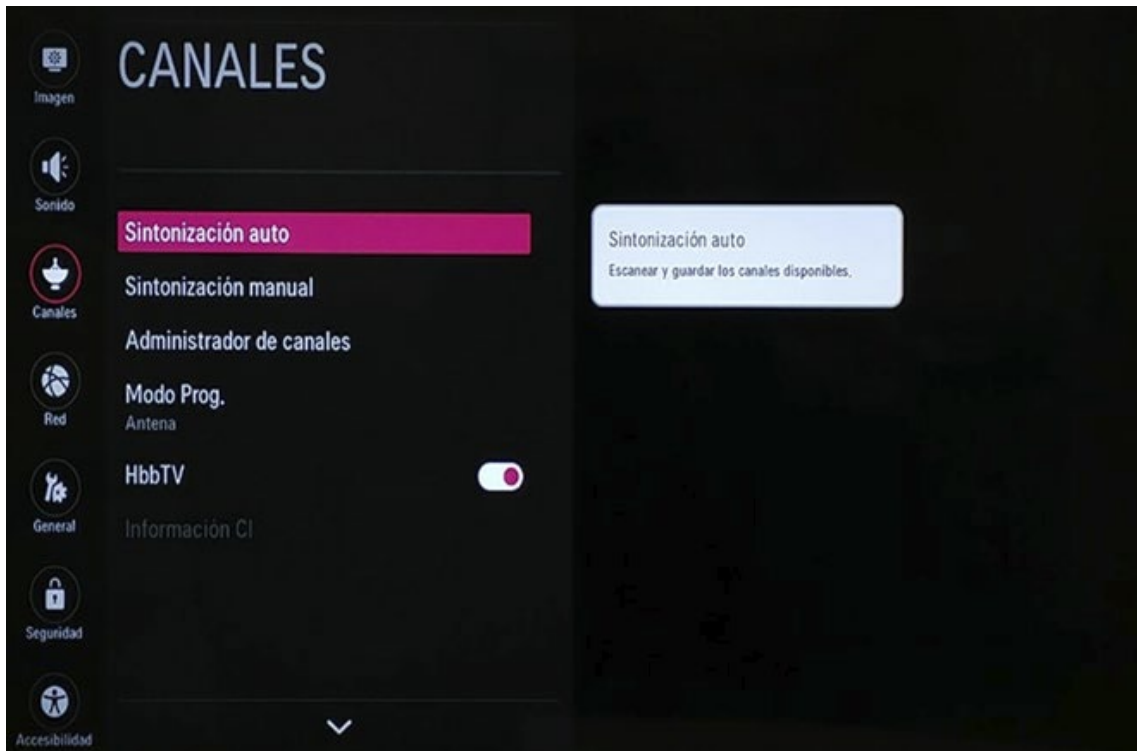 Imagen
Sonido
Canales
Red
General
Seguridad
Accesibilidad
CANALES
Sintonización auto
Sintonización manual
Administrador de canales
Modo Prog.
Antena
HbbTV
Información CI
Sintonización auto
Escanear y guardar los canales disponibles.